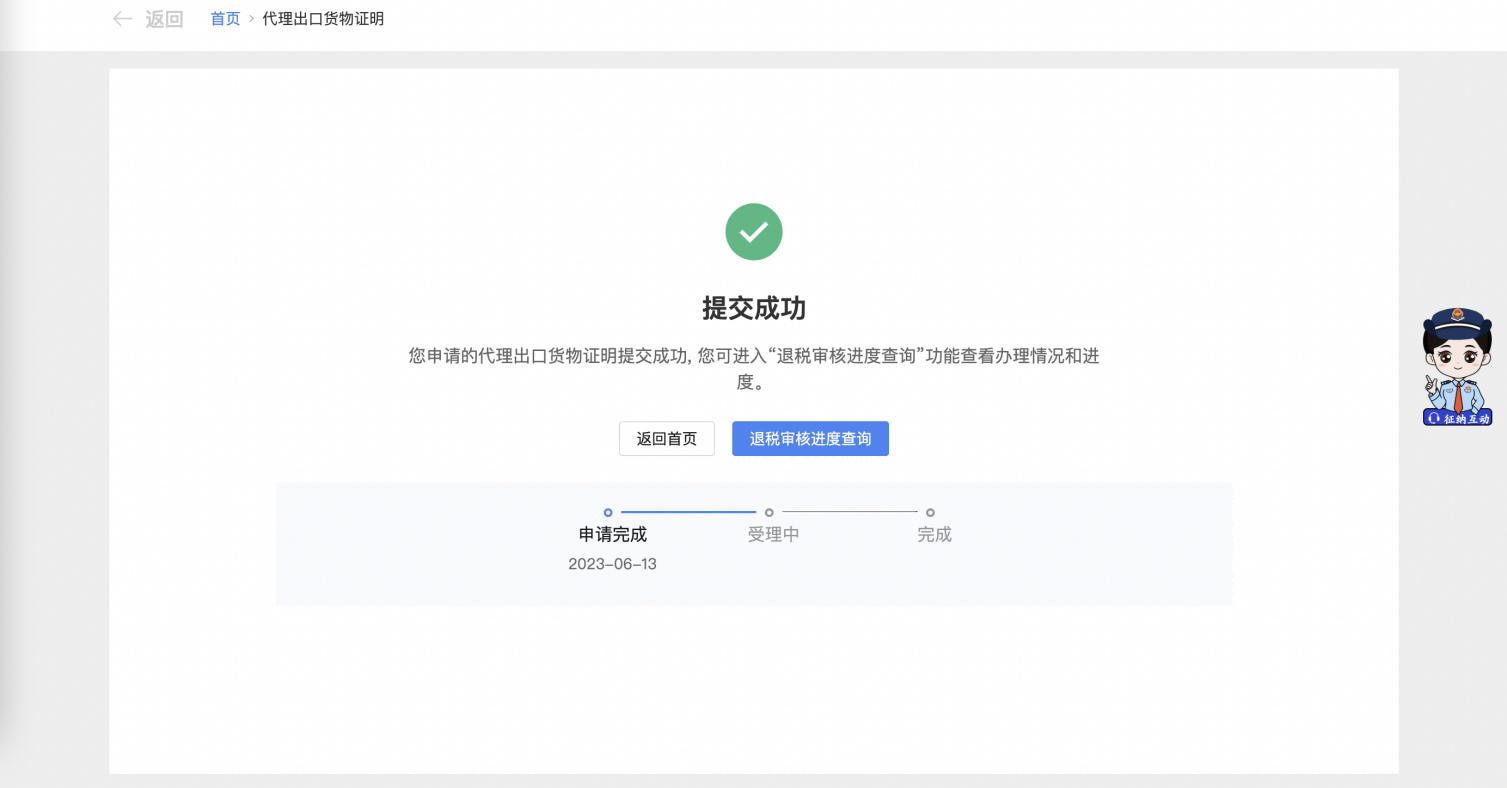 返回 首页 > 代理出口货物证明
提交成功
您申请的代理出口货物证明提交成功, 您可进入“退税审核进度查询”功能查看办理情况和进
度。
返回首页 退税审核进度查询
申请完成 受理中 完成
2023-06-13
征纳互动